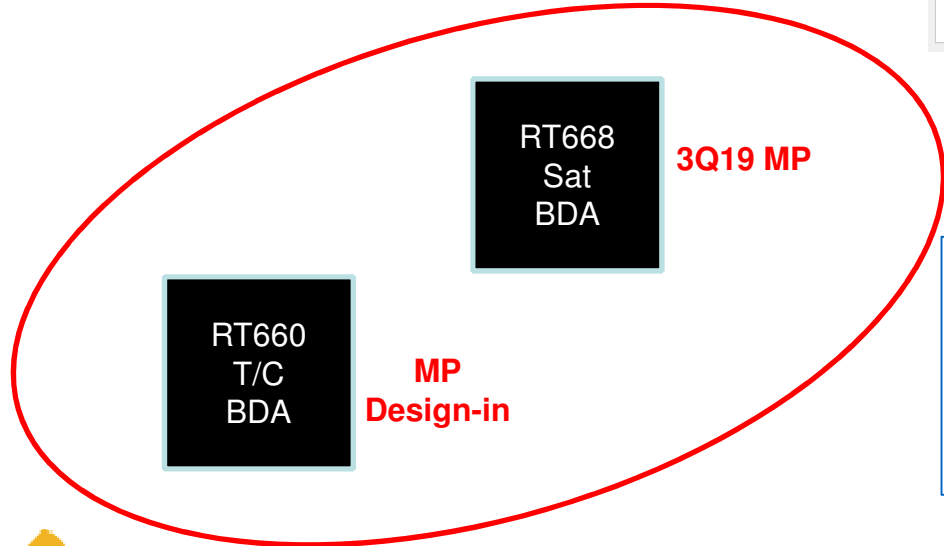 RT668
Sat
BDA
3Q19 MP
RT660
T/C
BDA
MP
Design-in